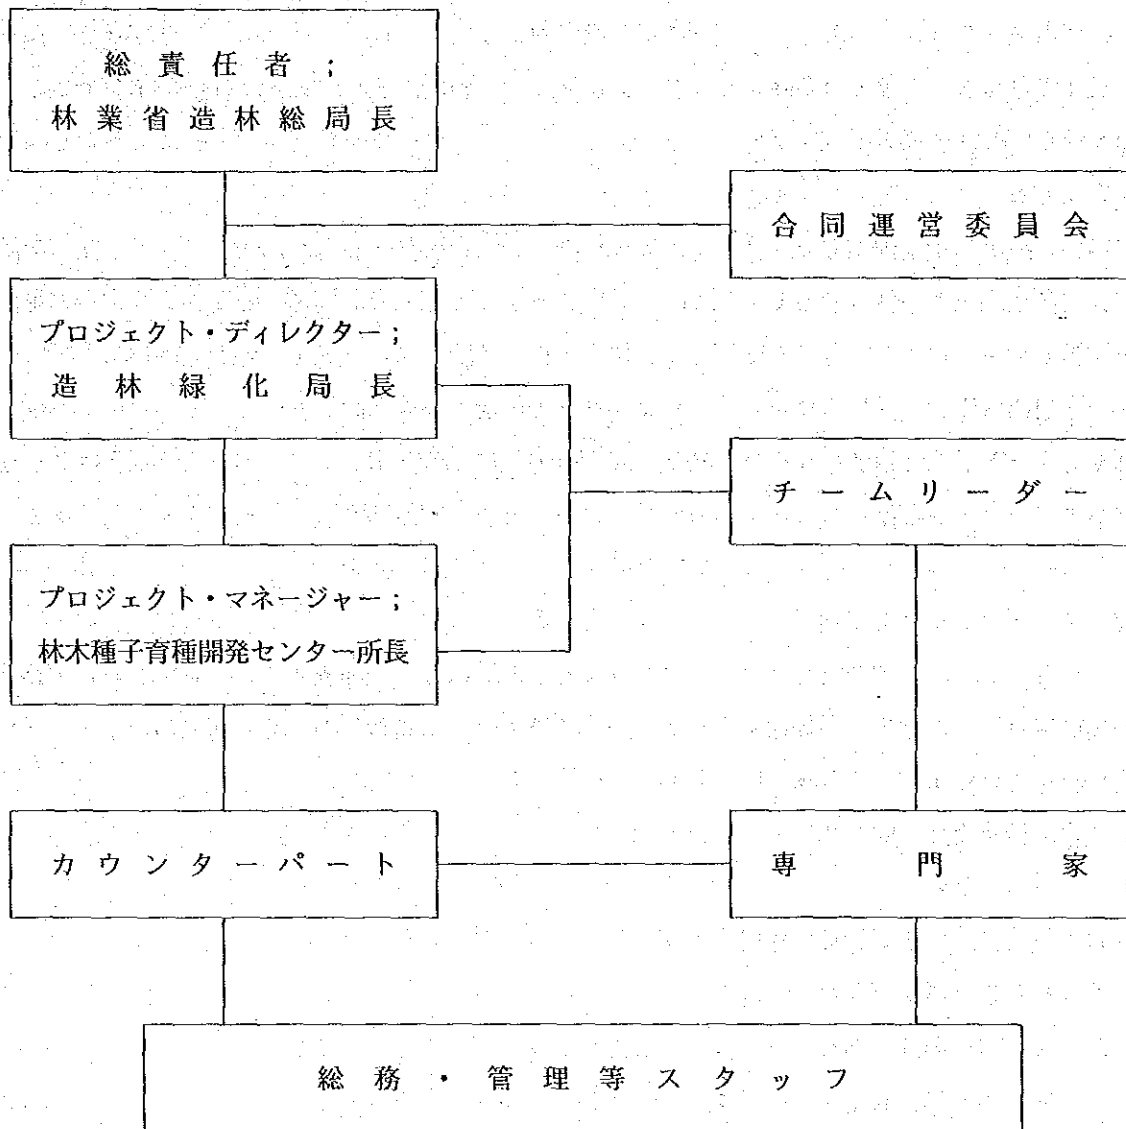 総責任者；
林業省造林総局長
合同運営委員会
プロジェクト・ディレクター；
造林緑化局長
チームリーダー
プロジェクト・マネージャー；
林木種子育種開発センター所長
カウンターパート
専門家
総務・管理等スタッフ